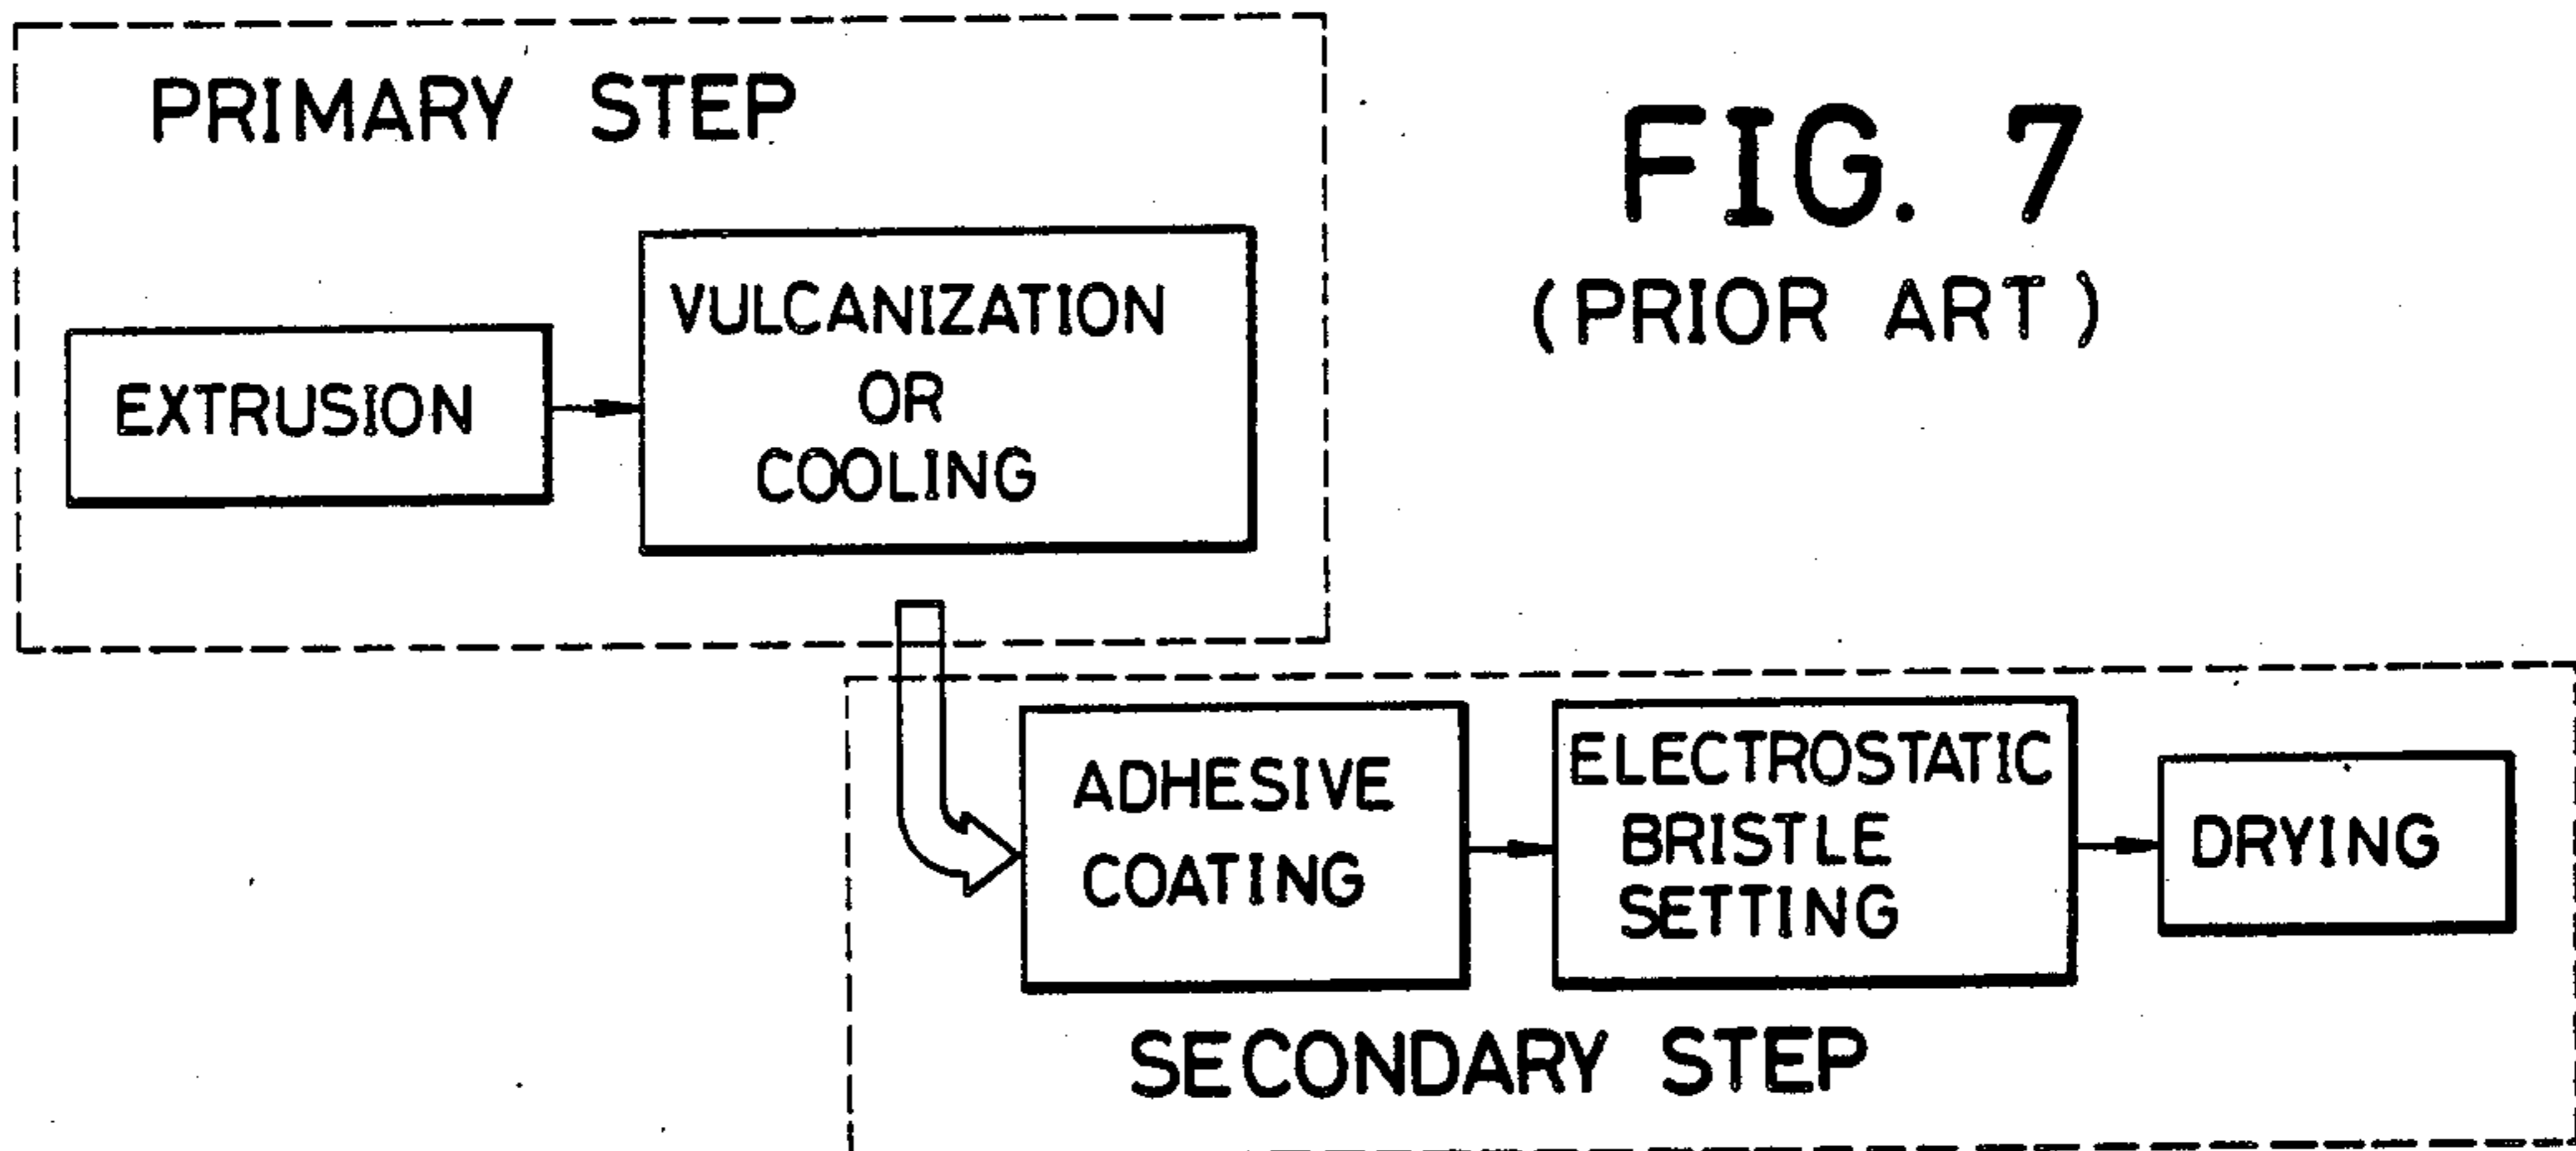 PRIMARY STEP
EXTRUSION
VULCANIZATION
OR
COOLING
FIG. 7
(PRIOR ART)
ADHESIVE
COATING
ELECTROSTATIC
BRISTLE
SETTING
DRYING
SECONDARY STEP